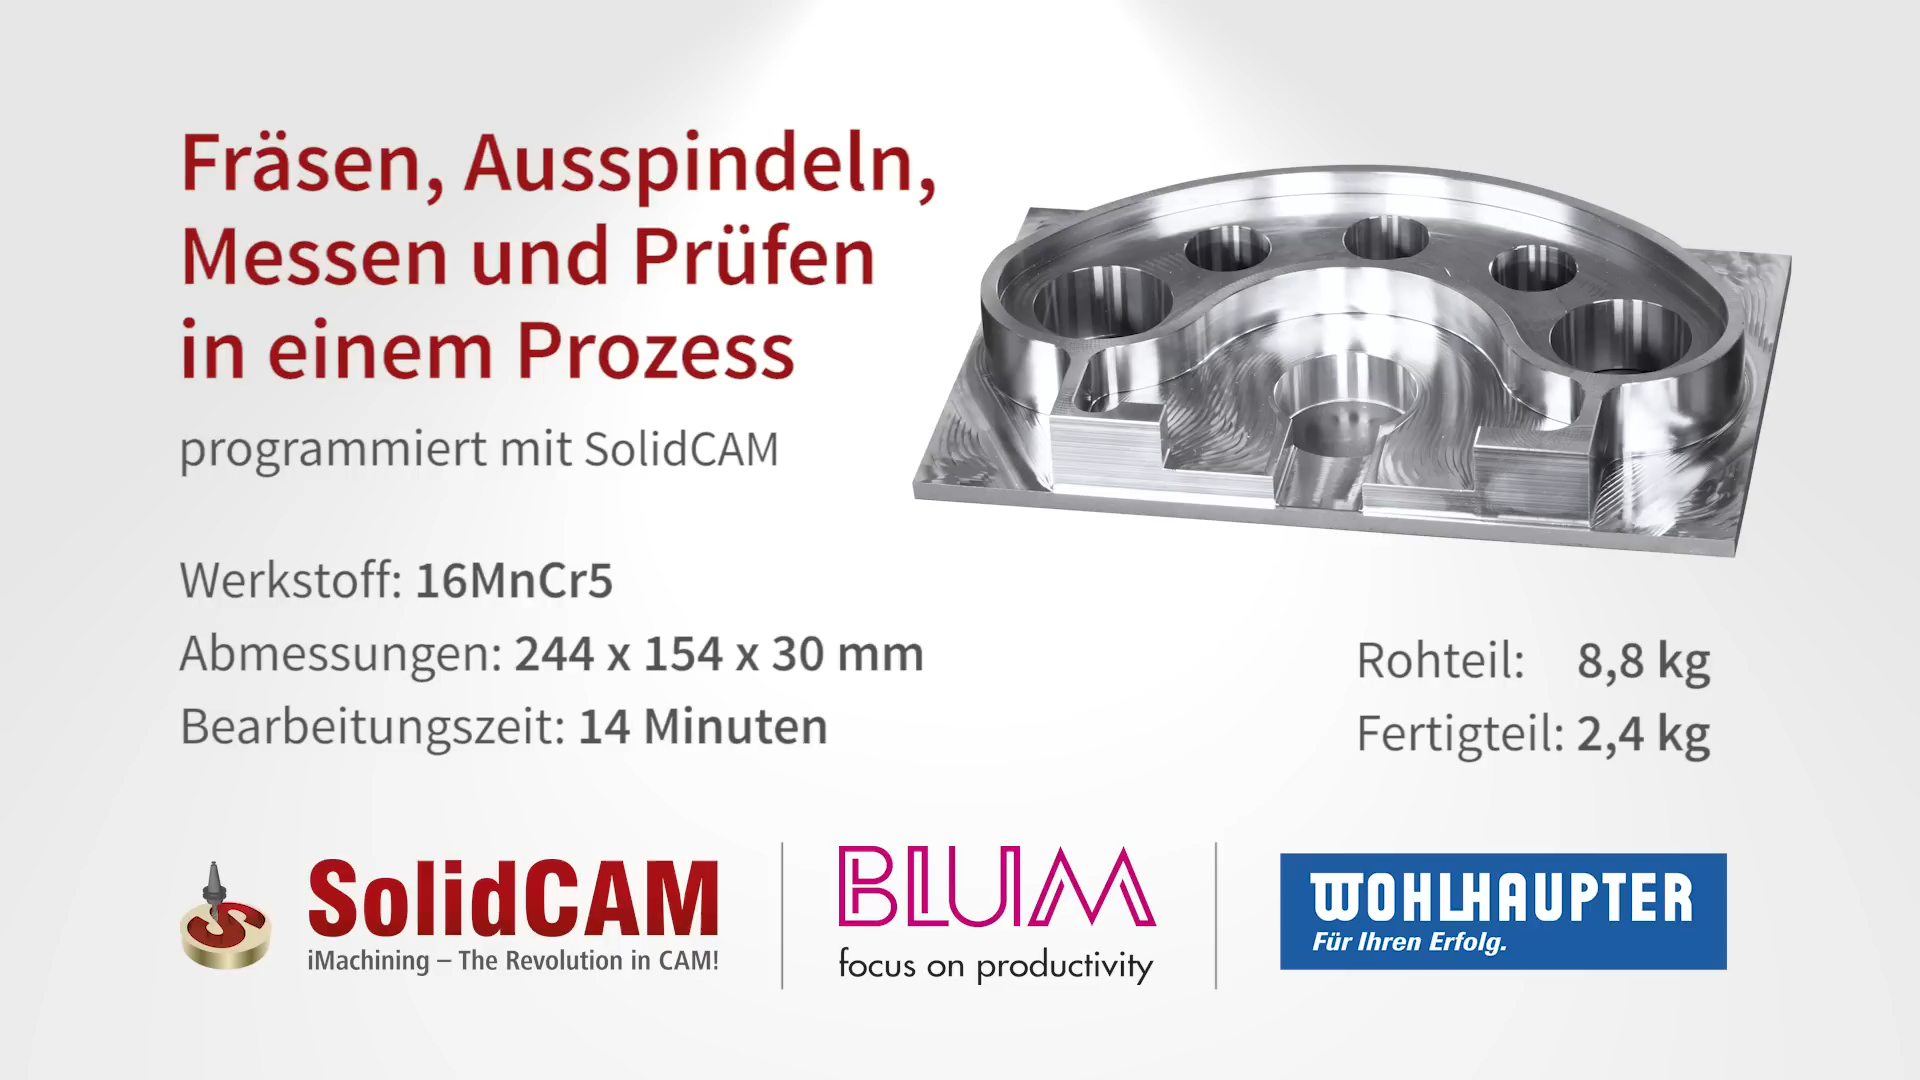 Fräsen, Ausspindeln,
Messen und Prüfen
in einem Prozess
programmiert mit SolidCAM
Werkstoff: 16MnCr5
Abmessungen: 244 x 154 x 30 mm
Bearbeitungszeit: 14 Minuten
Rohteil: 8,8 kg
Fertigteil: 2,4 kg
SolidCAM
iMachining – The Revolution in CAM!
BLUM
focus on productivity
WOHLHAUPTER
Für Ihren Erfolg.